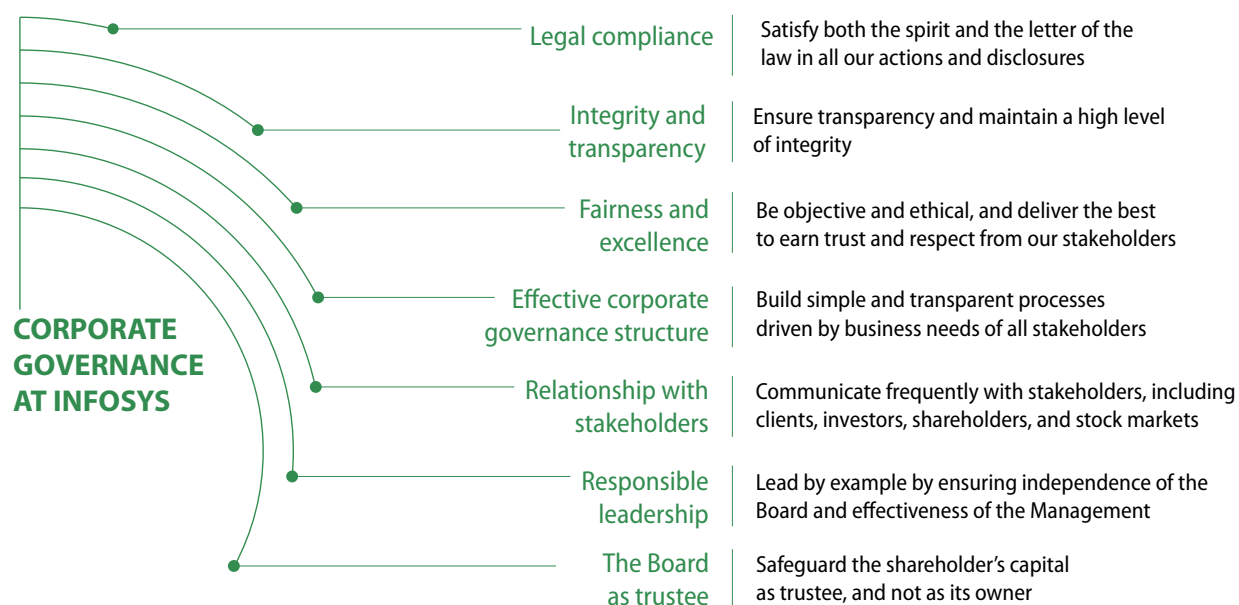 Legal compliance
Satisfy both the spirit and the letter of the
law in all our actions and disclosures
Integrity and
transparency
Ensure transparency and maintain a high level
of integrity
Fairness and
excellence
Be objective and ethical, and deliver the best
to earn trust and respect from our stakeholders
Effective corporate
governance structure
Build simple and transparent processes
driven by business needs of all stakeholders
CORPORATE
GOVERNANCE
AT INFOSYS
Relationship with
stakeholders
Communicate frequently with stakeholders, including
clients, investors, shareholders, and stock markets
Responsible
leadership
Lead by example by ensuring independence of the
Board and effectiveness of the Management
The Board
as trustee
Safeguard the shareholder’s capital
as trustee, and not as its owner